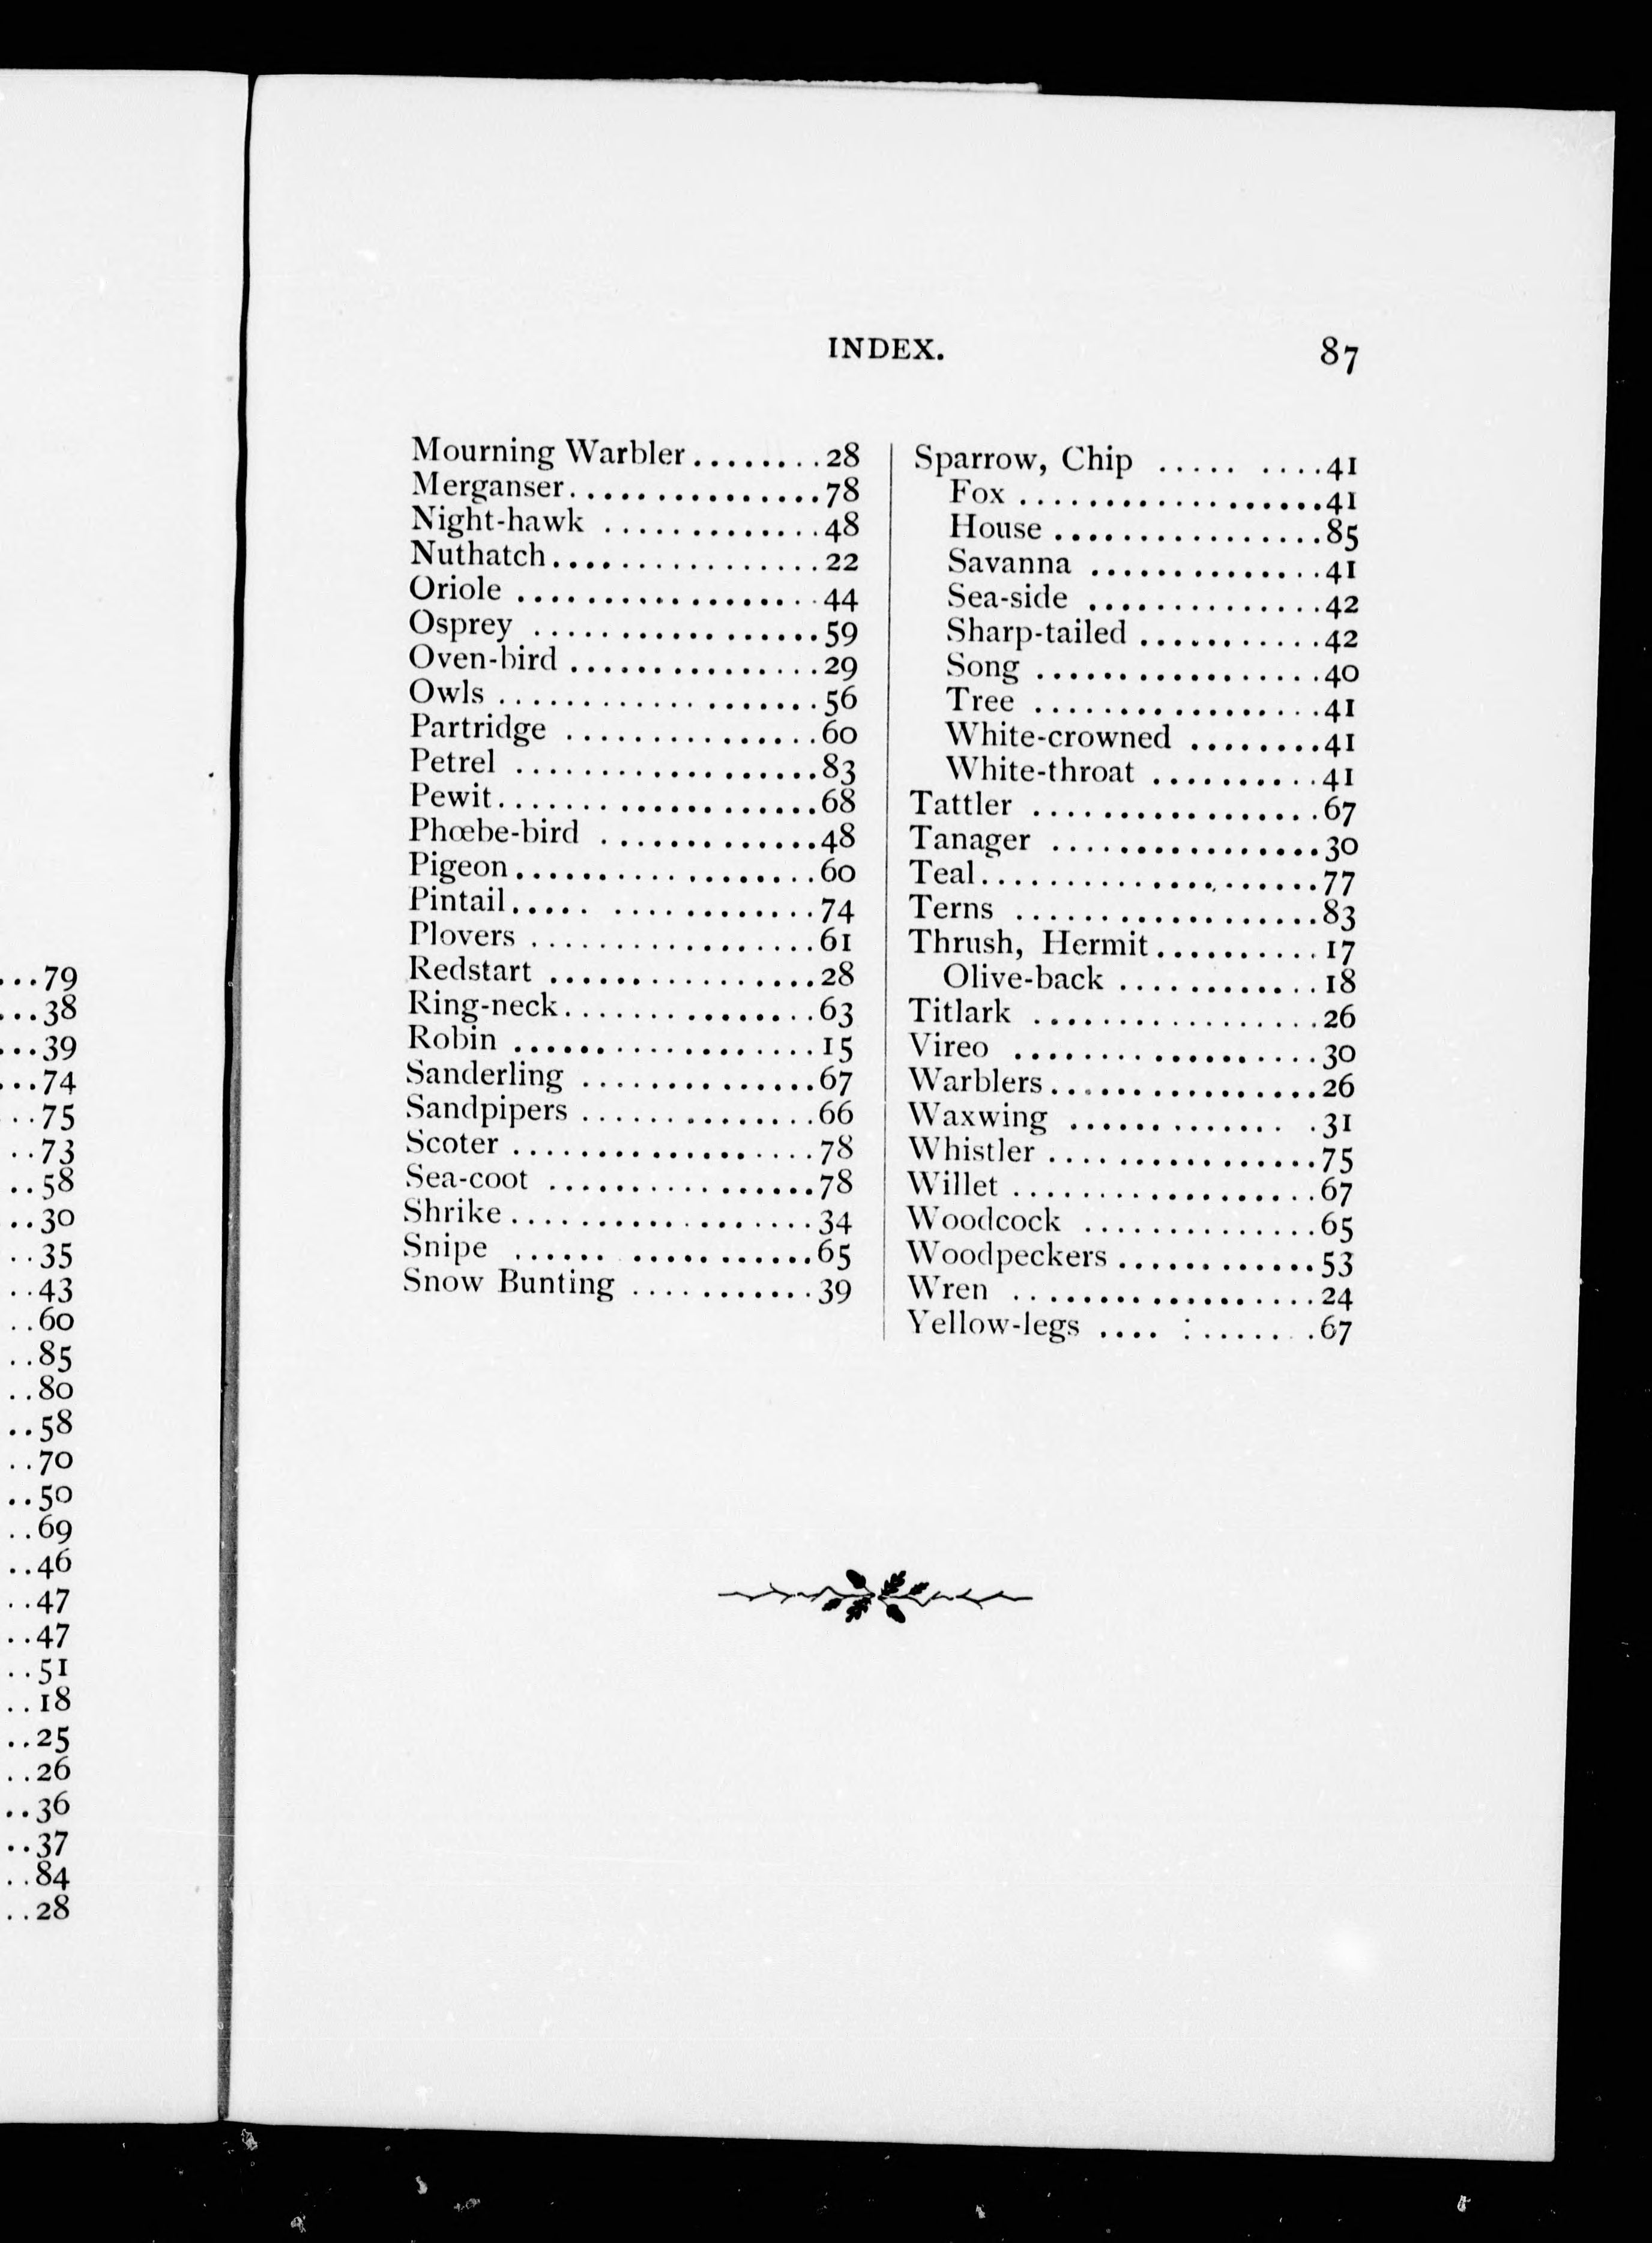 ...79
...38
...39
...74
...75
..73
..58
..30
..35
..43
..60
..85
..80
..58
..70
..50
..69
..46
..47
..47
..51
..18
..25
..26
..36
..37
..84
..28
INDEX. 87
Mourning Warbler........28
Merganser...............78
Night-hawk .............48
Nuthatch................22
Oriole ..................44
Osprey .................59
Oven-bird ...............29
Owls ...................56
Partridge ...............60
Petrel ..................83
Pewit...................68
Phœbe-bird .............48
Pigeon..................60
Pintail..... ............74
Plovers .................61
Redstart ................28
Ring-neck...............63
Robin ..................15
Sanderling ..............67
Sandpipers ..............66
Scoter ..................78
Sea-coot ................78
Shrike..................34
Snipe ...... ...........65
Snow Bunting ...........39
Sparrow, Chip ..... ....41
Fox ...................41
House .................85
Savanna ..............41
Sea-side ..............42
Sharp-tailed ...........42
Song .................40
Tree .................41
White-crowned ........41
White-throat ..........41
Tattler .................67
Tanager ................30
Teal....................77
Terns ..................83
Thrush, Hermit..........17
Olive-back ............18
Titlark .................26
Vireo ..................30
Warblers................26
Waxwing ............. .31
Whistler ................75
Willet ..................67
Woodcock ..............65
Woodpeckers ............53
Wren ..................24
Yellow-legs .... :.......67